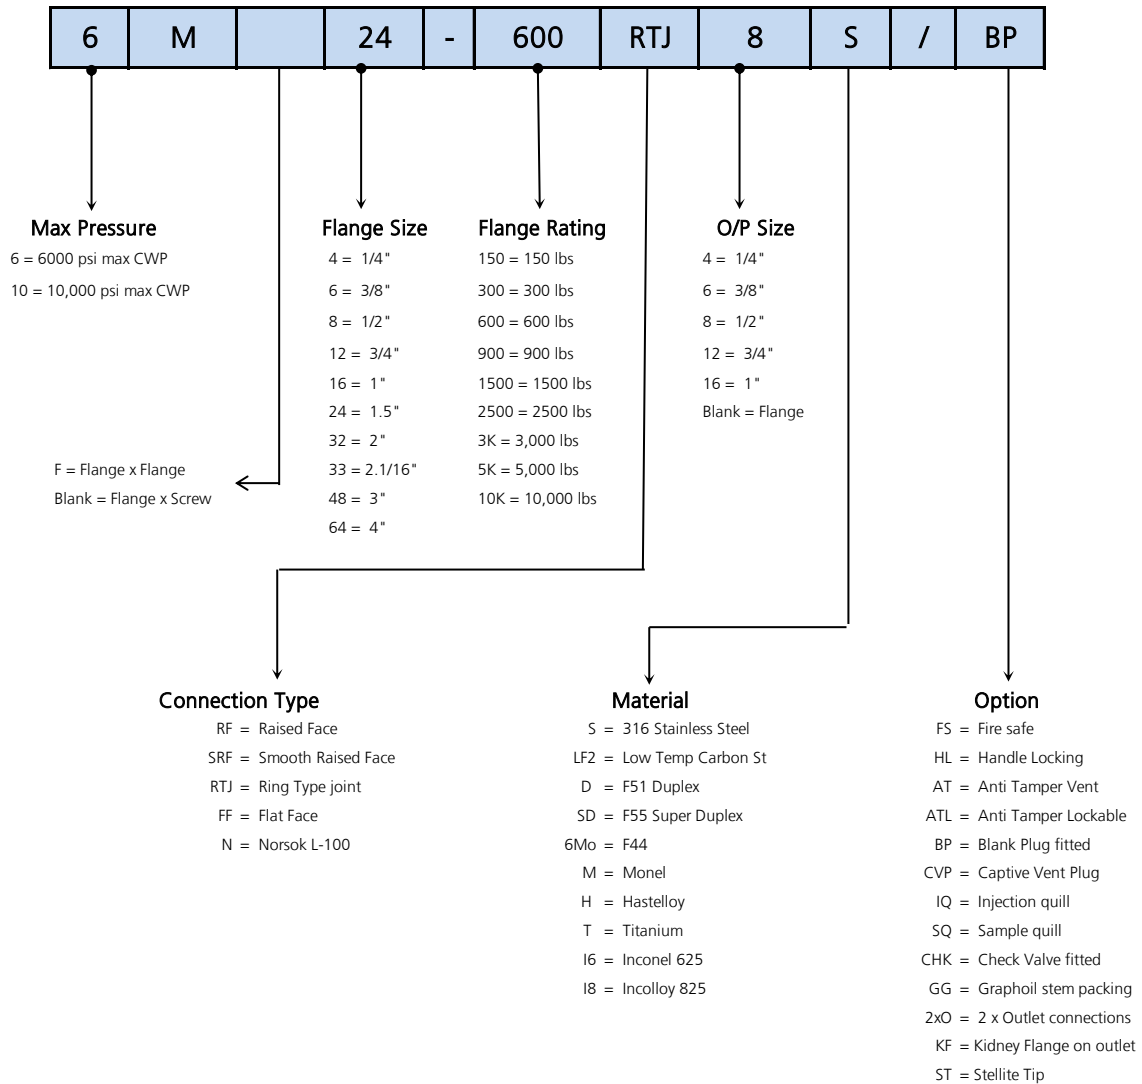 6 M 24 - 600 RTJ 8 S / BP
Max Pressure
6 = 6000 psi max CWP
10 = 10,000 psi max CWP
F = Flange x Flange
Blank = Flange x Screw
Flange Size
4 = 1/4"
6 = 3/8"
8 = 1/2"
12 = 3/4"
16 = 1"
24 = 1.5"
32 = 2"
33 = 2.1/16"
48 = 3"
64 = 4"
Flange Rating
150 = 150 lbs
300 = 300 lbs
600 = 600 lbs
900 = 900 lbs
1500 = 1500 lbs
2500 = 2500 lbs
3K = 3,000 lbs
5K = 5,000 lbs
10K = 10,000 lbs
O/P Size
4 = 1/4"
6 = 3/8"
8 = 1/2"
12 = 3/4"
16 = 1"
Blank = Flange
Connection Type
RF = Raised Face
SRF = Smooth Raised Face
RTJ = Ring Type joint
FF = Flat Face
N = Norsok L-100
Material
S = 316 Stainless Steel
LF2 = Low Temp Carbon St
D = F51 Duplex
SD = F55 Super Duplex
6Mo = F44
M = Monel
H = Hastelloy
T = Titanium
I6 = Inconel 625
I8 = Incolloy 825
Option
FS = Fire safe
HL = Handle Locking
AT = Anti Tamper Vent
ATL = Anti Tamper Lockable
BP = Blank Plug fitted
CVP = Captive Vent Plug
IQ = Injection quill
SQ = Sample quill
CHK = Check Valve fitted
GG = Graphoil stem packing
2xO = 2 x Outlet connections
KF = Kidney Flange on outlet
ST = Stellite Tip